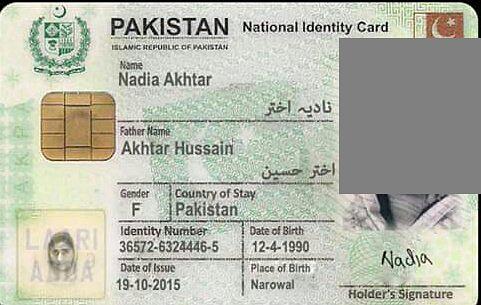 PAKISTAN National Identity Card
ISLAMIC REPUBLIC OF PAKISTAN
Name
Nadia Akhtar
نادیہ اختر
Father Name
Akhtar Hussain
اختر حسین
Gender Country of Stay
F Pakistan
Identity Number Date of Birth
36572-6324446-5 12-4-1990
Date of Issue Place of Birth
19-10-2015 Narowal
Nadia
Holder's Signature